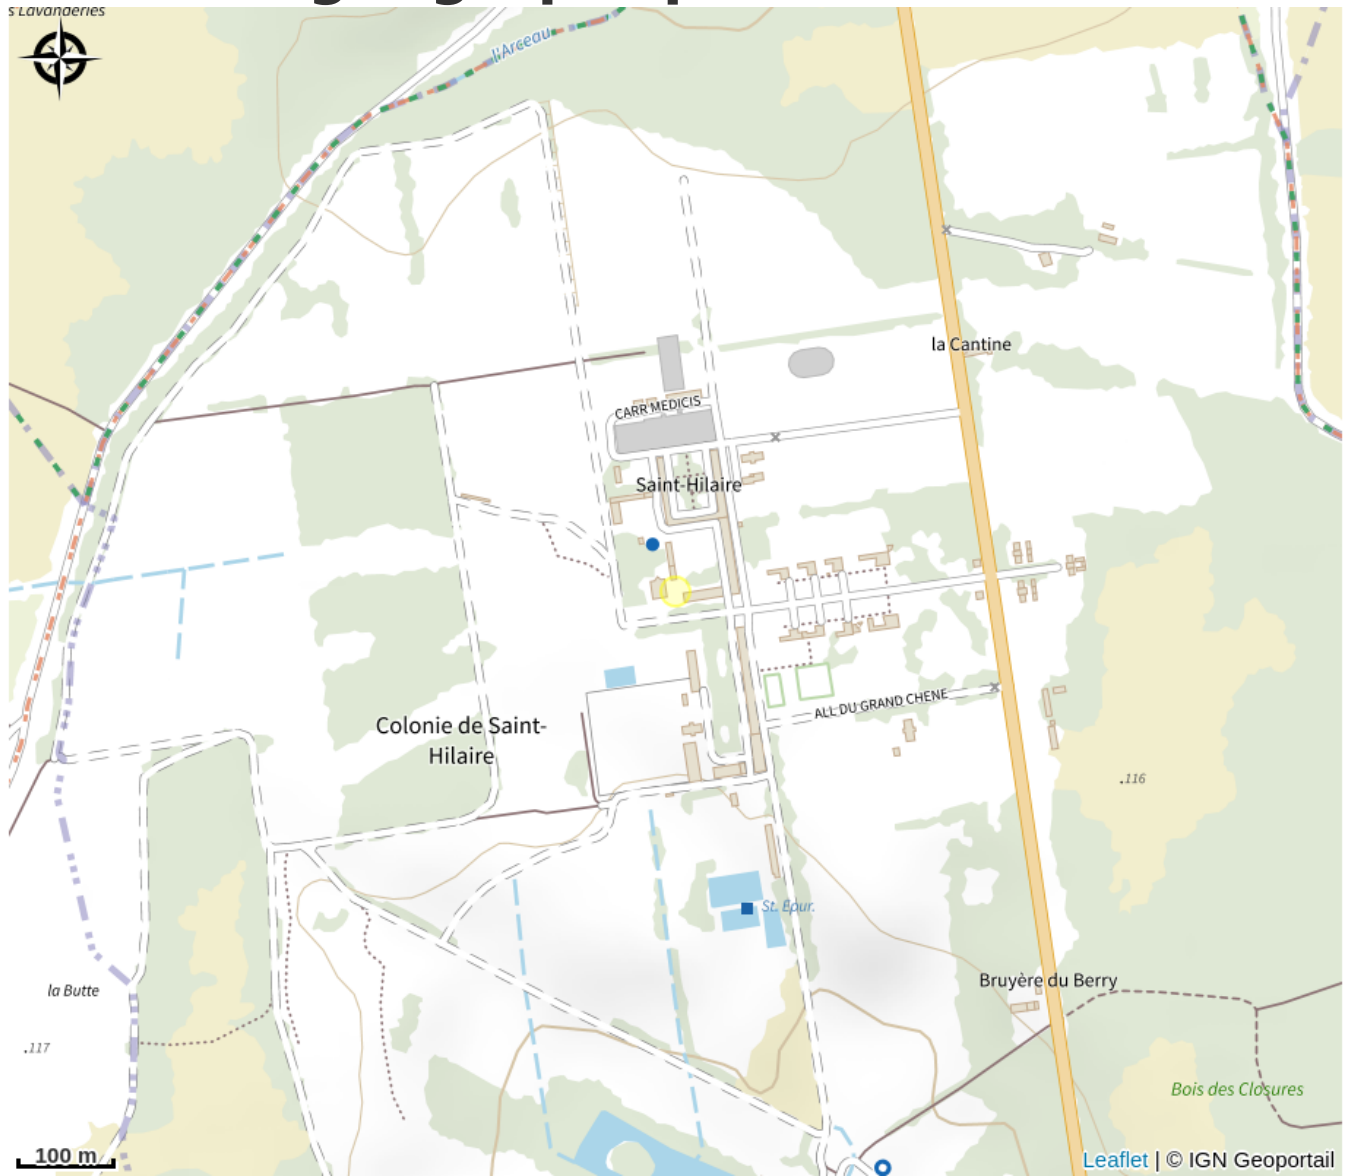 s Lavanderies
l'Arceau
la Cantine
CARR MEDICIS
Saint-Hilaire
ALL DU GRAND CHENE
Colonie de Saint-
Hilaire
.116
St. Épur.
Bruyère du Berry
la Butte
.117
Bois des Closures
100 m
Leaflet | © IGN Geoportail